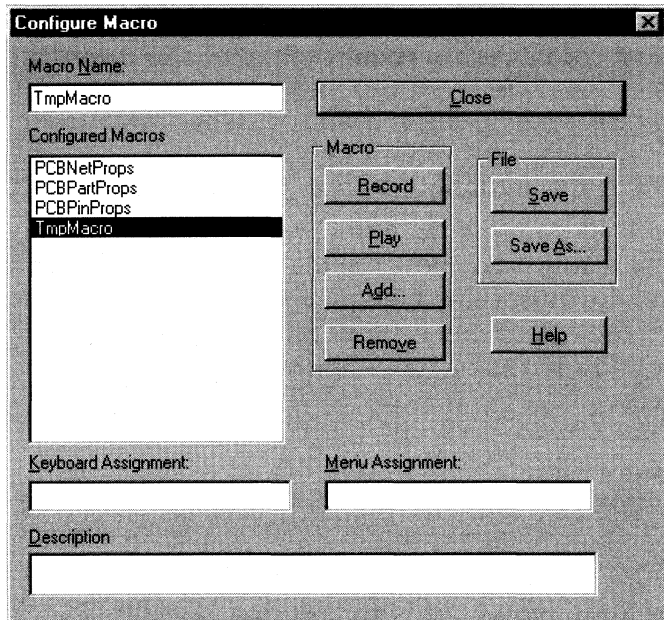 Configure Macro
Macro Name:
TmpMacro
Close
Configured Macros
PCBNetProps
PCBPartProps
PCBPinProps
TmpMacro
Macro
Record
Play
Add...
Remove
File
Save
Save As...
Help
Keyboard Assignment:
Menu Assignment:
Description